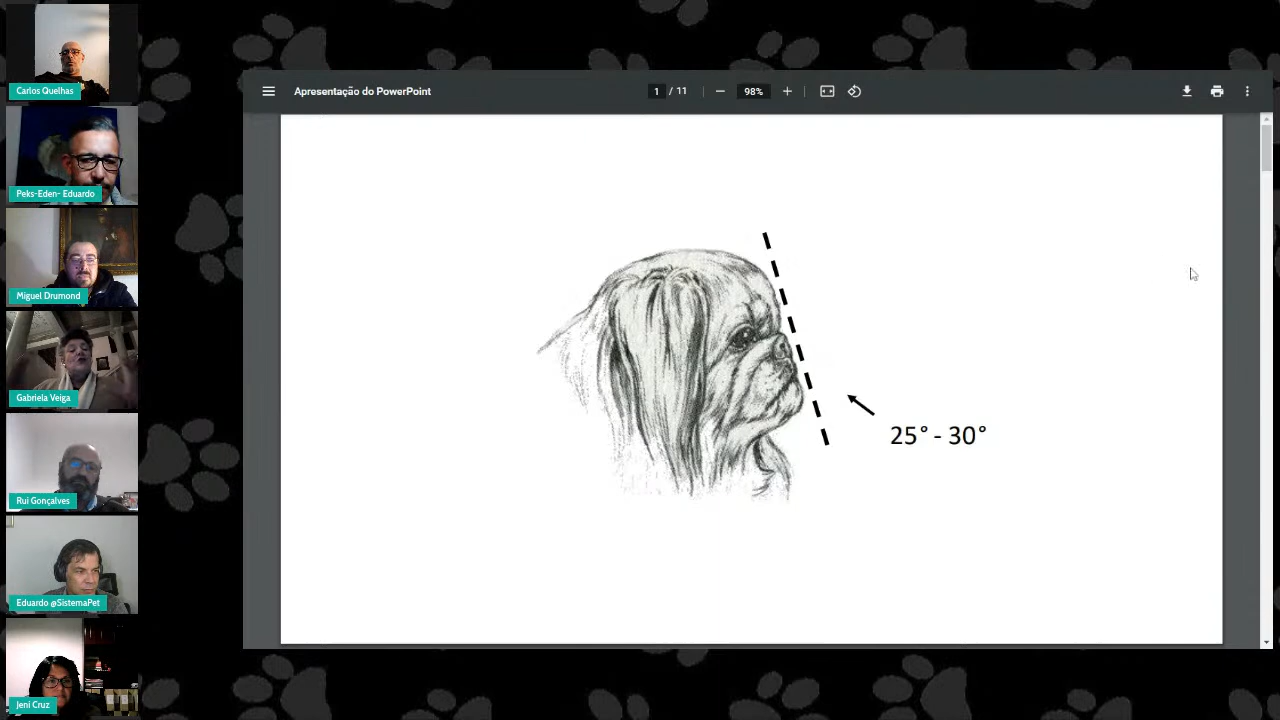 Carlos Quelhas
Peks-Eden- Eduardo
Miguel Drumond
Gabriela Veiga
Rui Gonçalves
Eduardo @SistemaPet
Jeni Cruz
Apresentação do PowerPoint
1 / 11
98%
25° - 30°